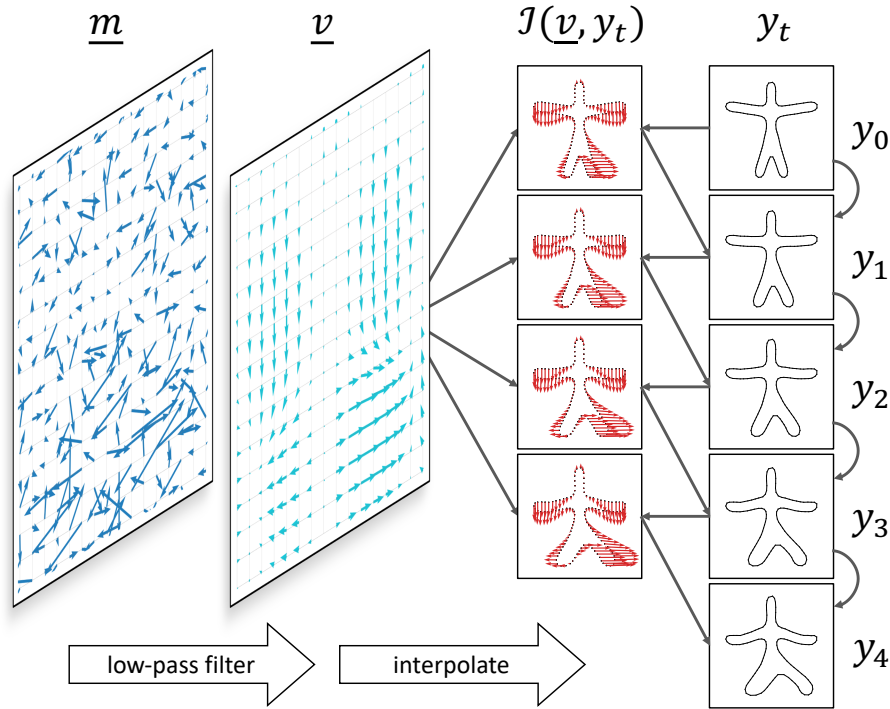 m
v
ℐ(v, y_t)
y_t
y_0
y_1
y_2
y_3
y_4
low-pass filter
interpolate